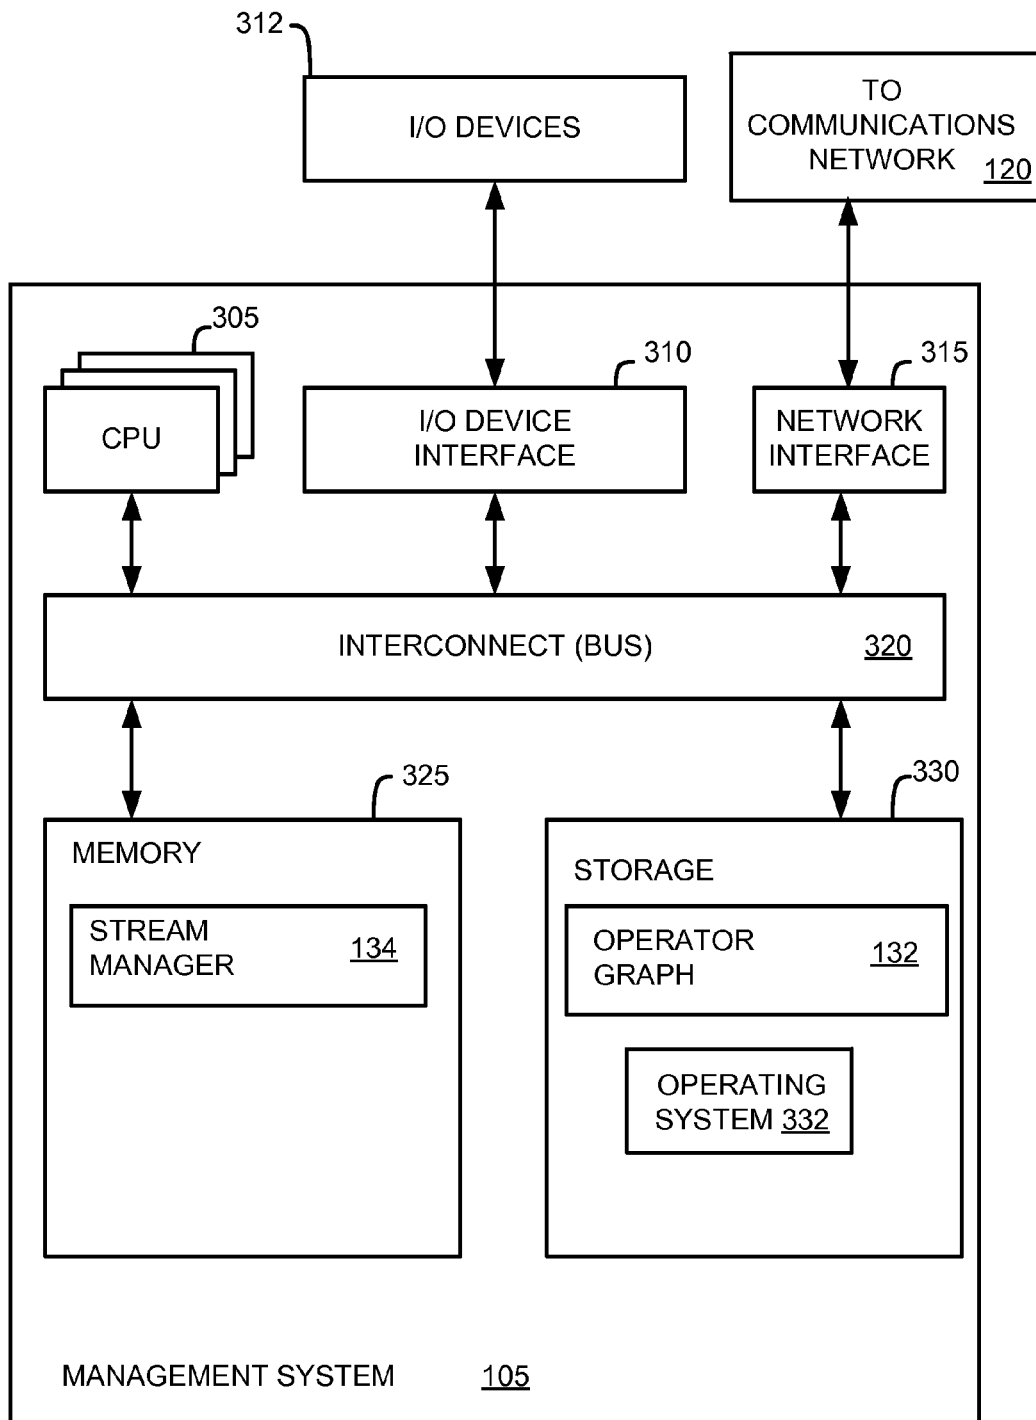 312
I/O DEVICES
TO
COMMUNICATIONS
NETWORK 120
305
CPU
310
I/O DEVICE
INTERFACE
315
NETWORK
INTERFACE
INTERCONNECT (BUS) 320
325
MEMORY
STREAM
MANAGER 134
330
STORAGE
OPERATOR
GRAPH 132
OPERATING
SYSTEM 332
MANAGEMENT SYSTEM 105